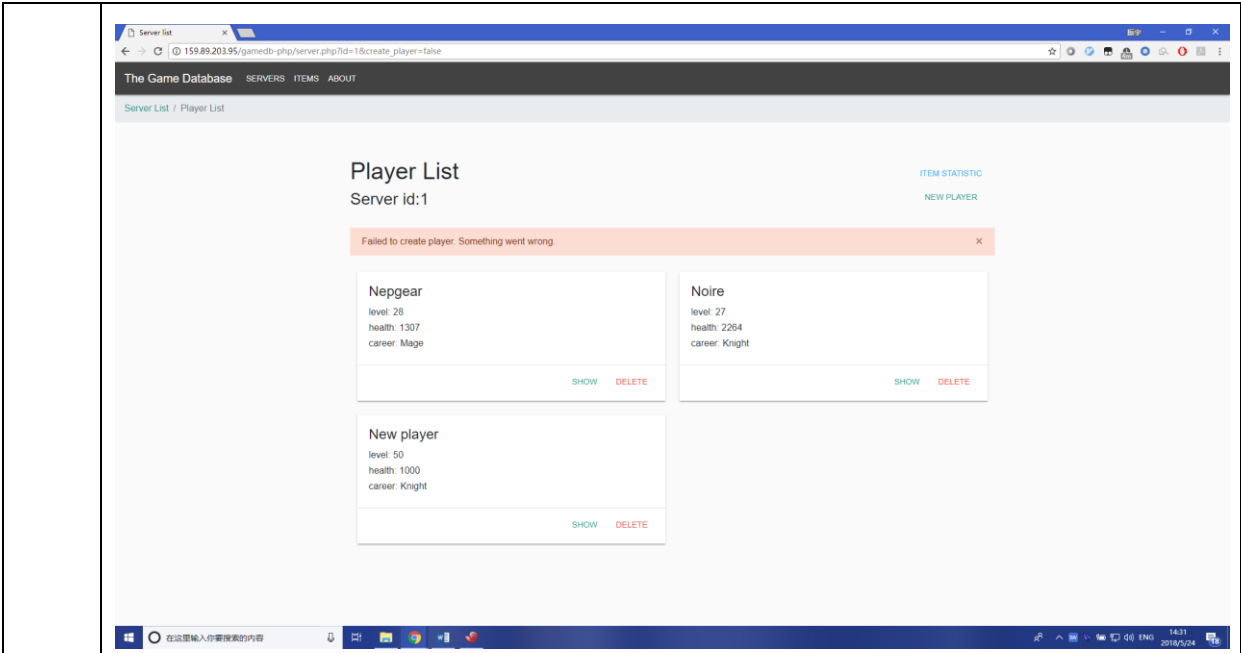 Server list
159.89.203.95/gamedb-php/server.php?id=1&create_player=false
The Game Database SERVERS ITEMS ABOUT
Server List / Player List
Player List
ITEM STATISTIC
Server id:1
NEW PLAYER
Failed to create player. Something went wrong. ×
Nepgear
level: 28
health: 1307
career: Mage
SHOW DELETE
Noire
level: 27
health: 2264
career: Knight
SHOW DELETE
New player
level: 50
health: 1000
career: Knight
SHOW DELETE
在这里输入你要搜索的内容
ENG
14:31
2018/5/24